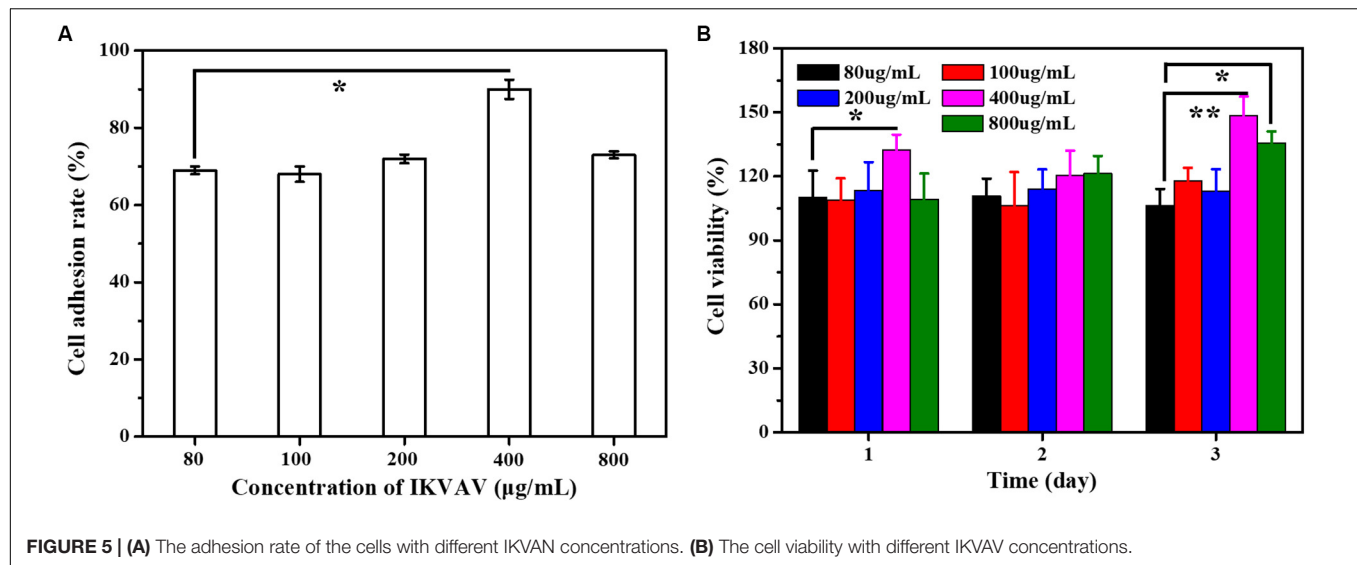 A
100
80
60
40
20
0
Cell adhesion rate (%)
*
80 100 200 400 800
Concentration of IKVAV (µg/mL)
B
180
150
120
90
60
30
0
Cell viability (%)
80ug/mL 100ug/mL
200ug/mL 400ug/mL
800ug/mL
*
*
**
1 2 3
Time (day)
FIGURE 5 | (A) The adhesion rate of the cells with different IKVAN concentrations. (B) The cell viability with different IKVAV concentrations.